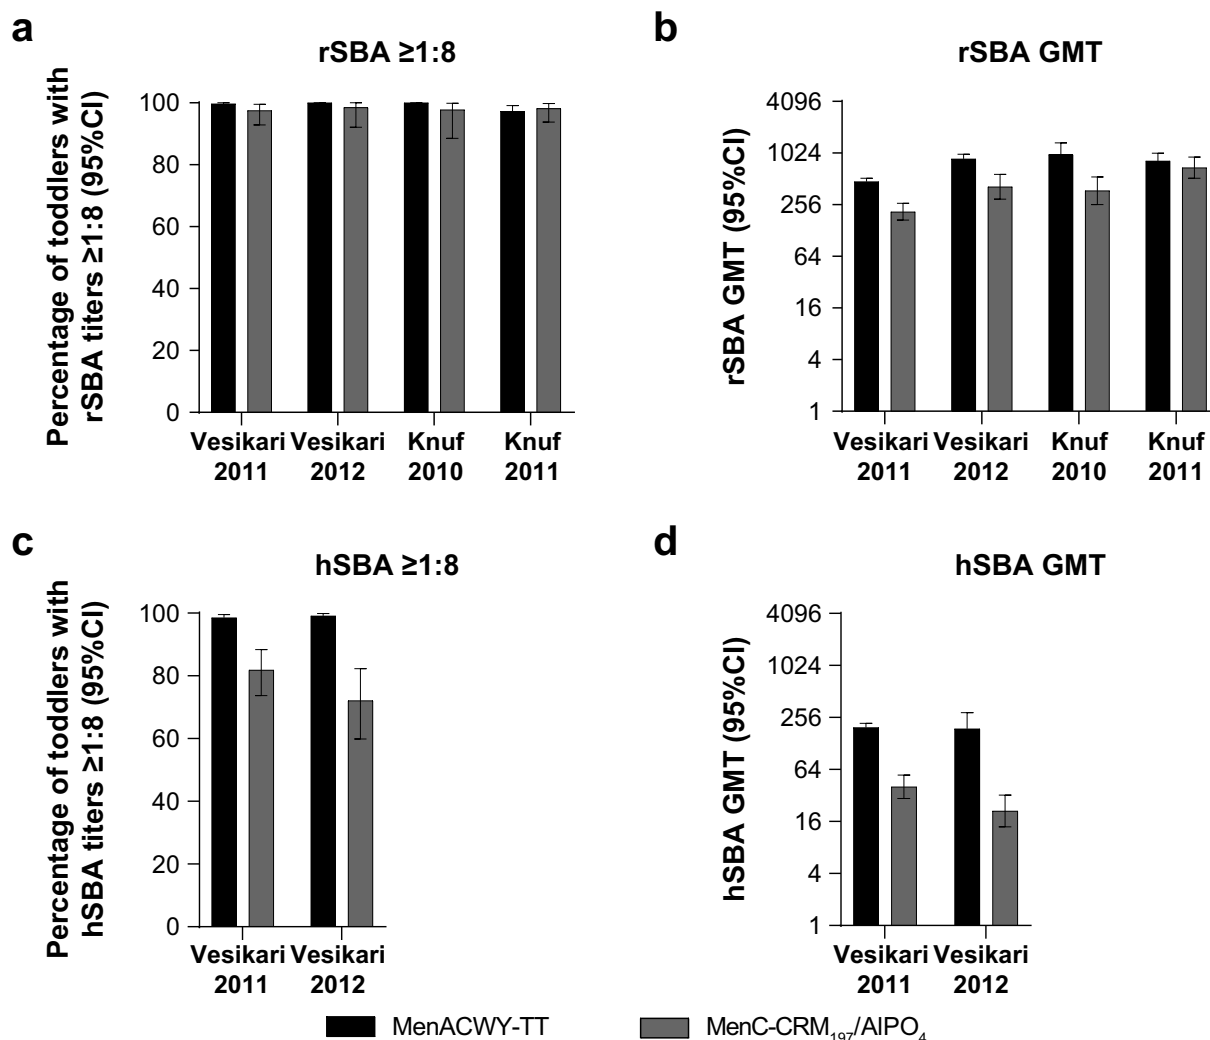 a
rSBA ≥1:8
Percentage of toddlers with
rSBA titers ≥1:8 (95%CI)
100
80
60
40
20
0
Vesikari Vesikari Knuf Knuf
2011 2012 2010 2011
b
rSBA GMT
rSBA GMT (95%CI)
4096
1024
256
64
16
4
1
Vesikari Vesikari Knuf Knuf
2011 2012 2010 2011
c
hSBA ≥1:8
Percentage of toddlers with
hSBA titers ≥1:8 (95%CI)
100
80
60
40
20
0
Vesikari Vesikari
2011 2012
d
hSBA GMT
hSBA GMT (95%CI)
4096
1024
256
64
16
4
1
Vesikari Vesikari
2011 2012
MenACWY-TT MenC-CRM₁₉₇/AlPO₄